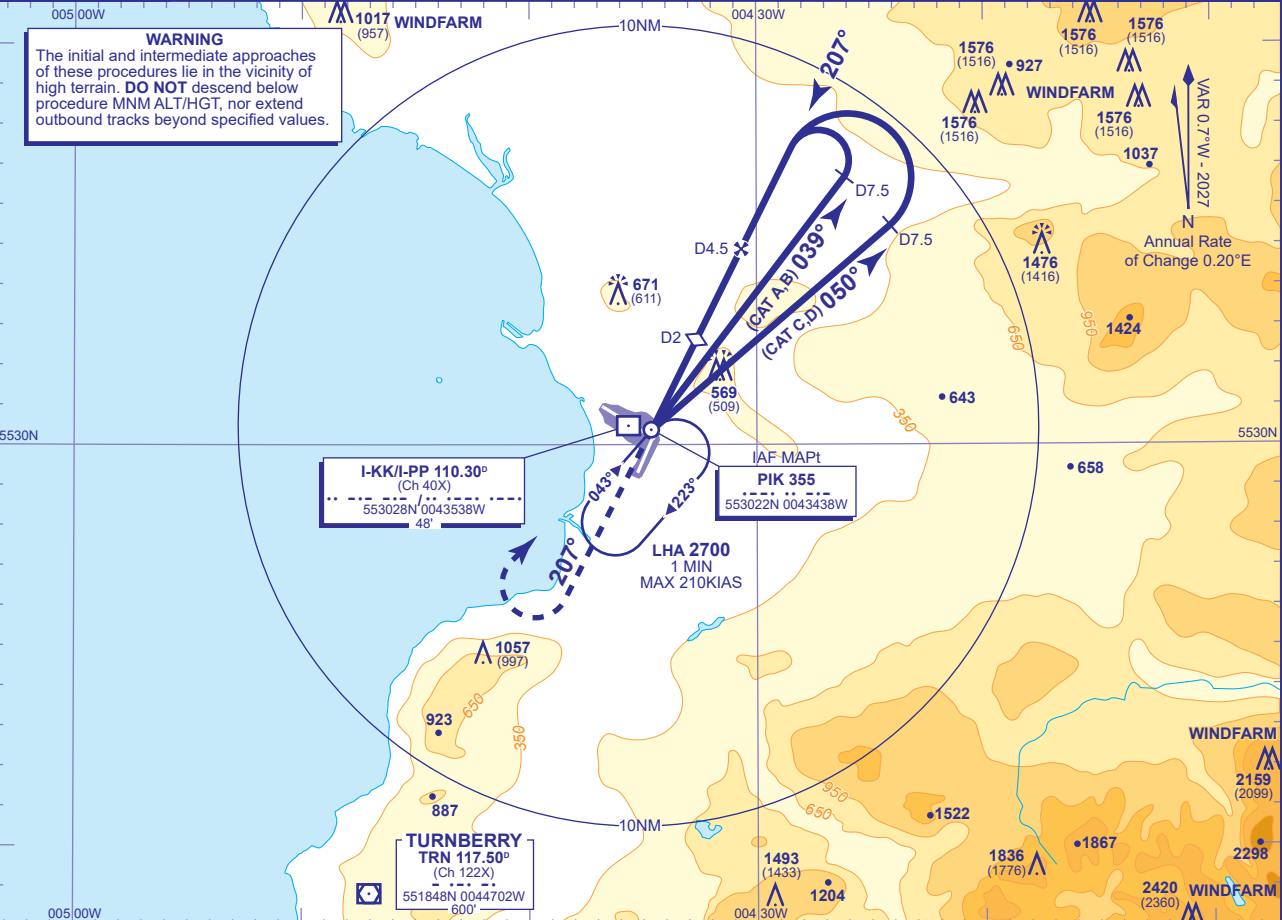 005 00W
004 30W
1017
(957)
WINDFARM
10NM
WARNING
The initial and intermediate approaches
of these procedures lie in the vicinity of
high terrain. DO NOT descend below
procedure MNM ALT/HGT, nor extend
outbound tracks beyond specified values.
207°
1576
(1516)
927
1576
(1516)
1576
(1516)
WINDFARM
1576
(1516)
1576
(1516)
1037
VAR 0.7°W - 2027
N
Annual Rate
of Change 0.20°E
D7.5
D7.5
D4.5
(CAT A,B) 039°
(CAT C,D) 050°
1476
(1416)
671
(611)
D2
650
950
1424
569
(509)
643
350
5530N
5530N
658
I-KK/I-PP 110.30D
(Ch 40X)
553028N 0043538W
48'
IAF MAPt
PIK 355
553022N 0043438W
043°
223°
207°
LHA 2700
1 MIN
MAX 210KIAS
1057
(997)
650
923
350
887
950
650
1522
WINDFARM
2159
(2099)
10NM
TURNBERRY
TRN 117.50D
(Ch 122X)
551848N 0044702W
600'
1493
(1433)
1204
1836
(1776)
1867
2298
2420
(2360)
WINDFARM
005 00W
004 30W